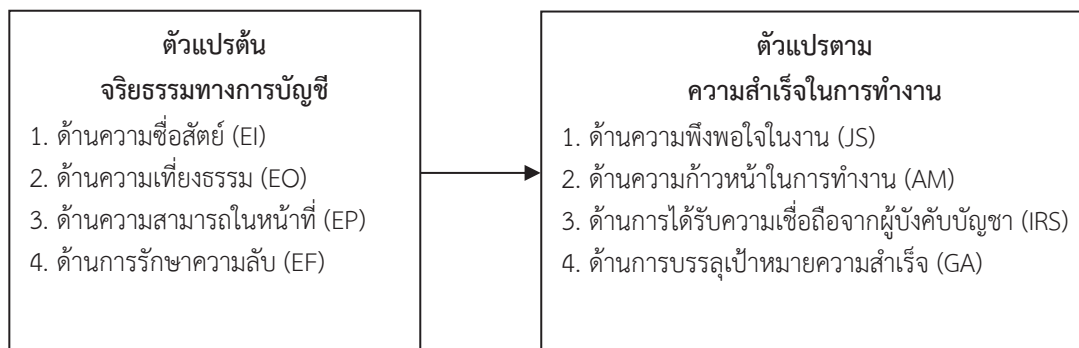 ตัวแปรต้น
จริยธรรมทางการบัญชี
1. ด้านความซื่อสัตย์ (EI)
2. ด้านความเที่ยงธรรม (EO)
3. ด้านความสามารถในหน้าที่ (EP)
4. ด้านการรักษาความลับ (EF)
ตัวแปรตาม
ความสำเร็จในการทำงาน
1. ด้านความพึงพอใจในงาน (JS)
2. ด้านความก้าวหน้าในการทำงาน (AM)
3. ด้านการได้รับความเชื่อถือจากผู้บังคับบัญชา (IRS)
4. ด้านการบรรลุเป้าหมายความสำเร็จ (GA)